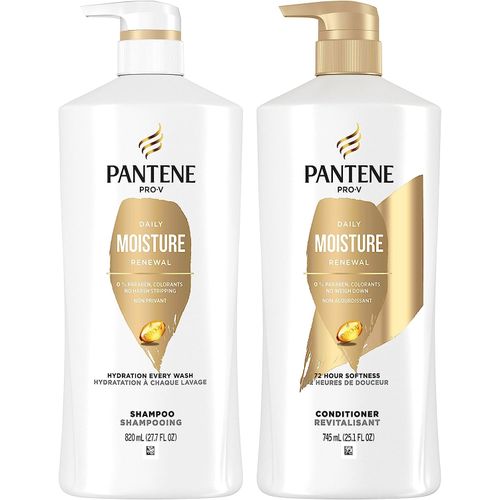 PANTENE
PRO-V
DAILY
MOISTURE
RENEWAL
0% PARABEN, COLORANTS
NO HARSH STRIPPING
NON PRIVANT
HYDRATION EVERY WASH
HYDRATATION À CHAQUE LAVAGE
SHAMPOO
SHAMPOOING
820 mL (27.7 FL OZ)
PANTENE
PRO-V
DAILY
MOISTURE
RENEWAL
0% PARABEN, COLORANTS
NO WEIGH DOWN
NON ALOURDISSANT
72 HOUR SOFTNESS
HEURES DE DOUCEUR
CONDITIONER
REVITALISANT
745 mL (25.1 FL OZ)